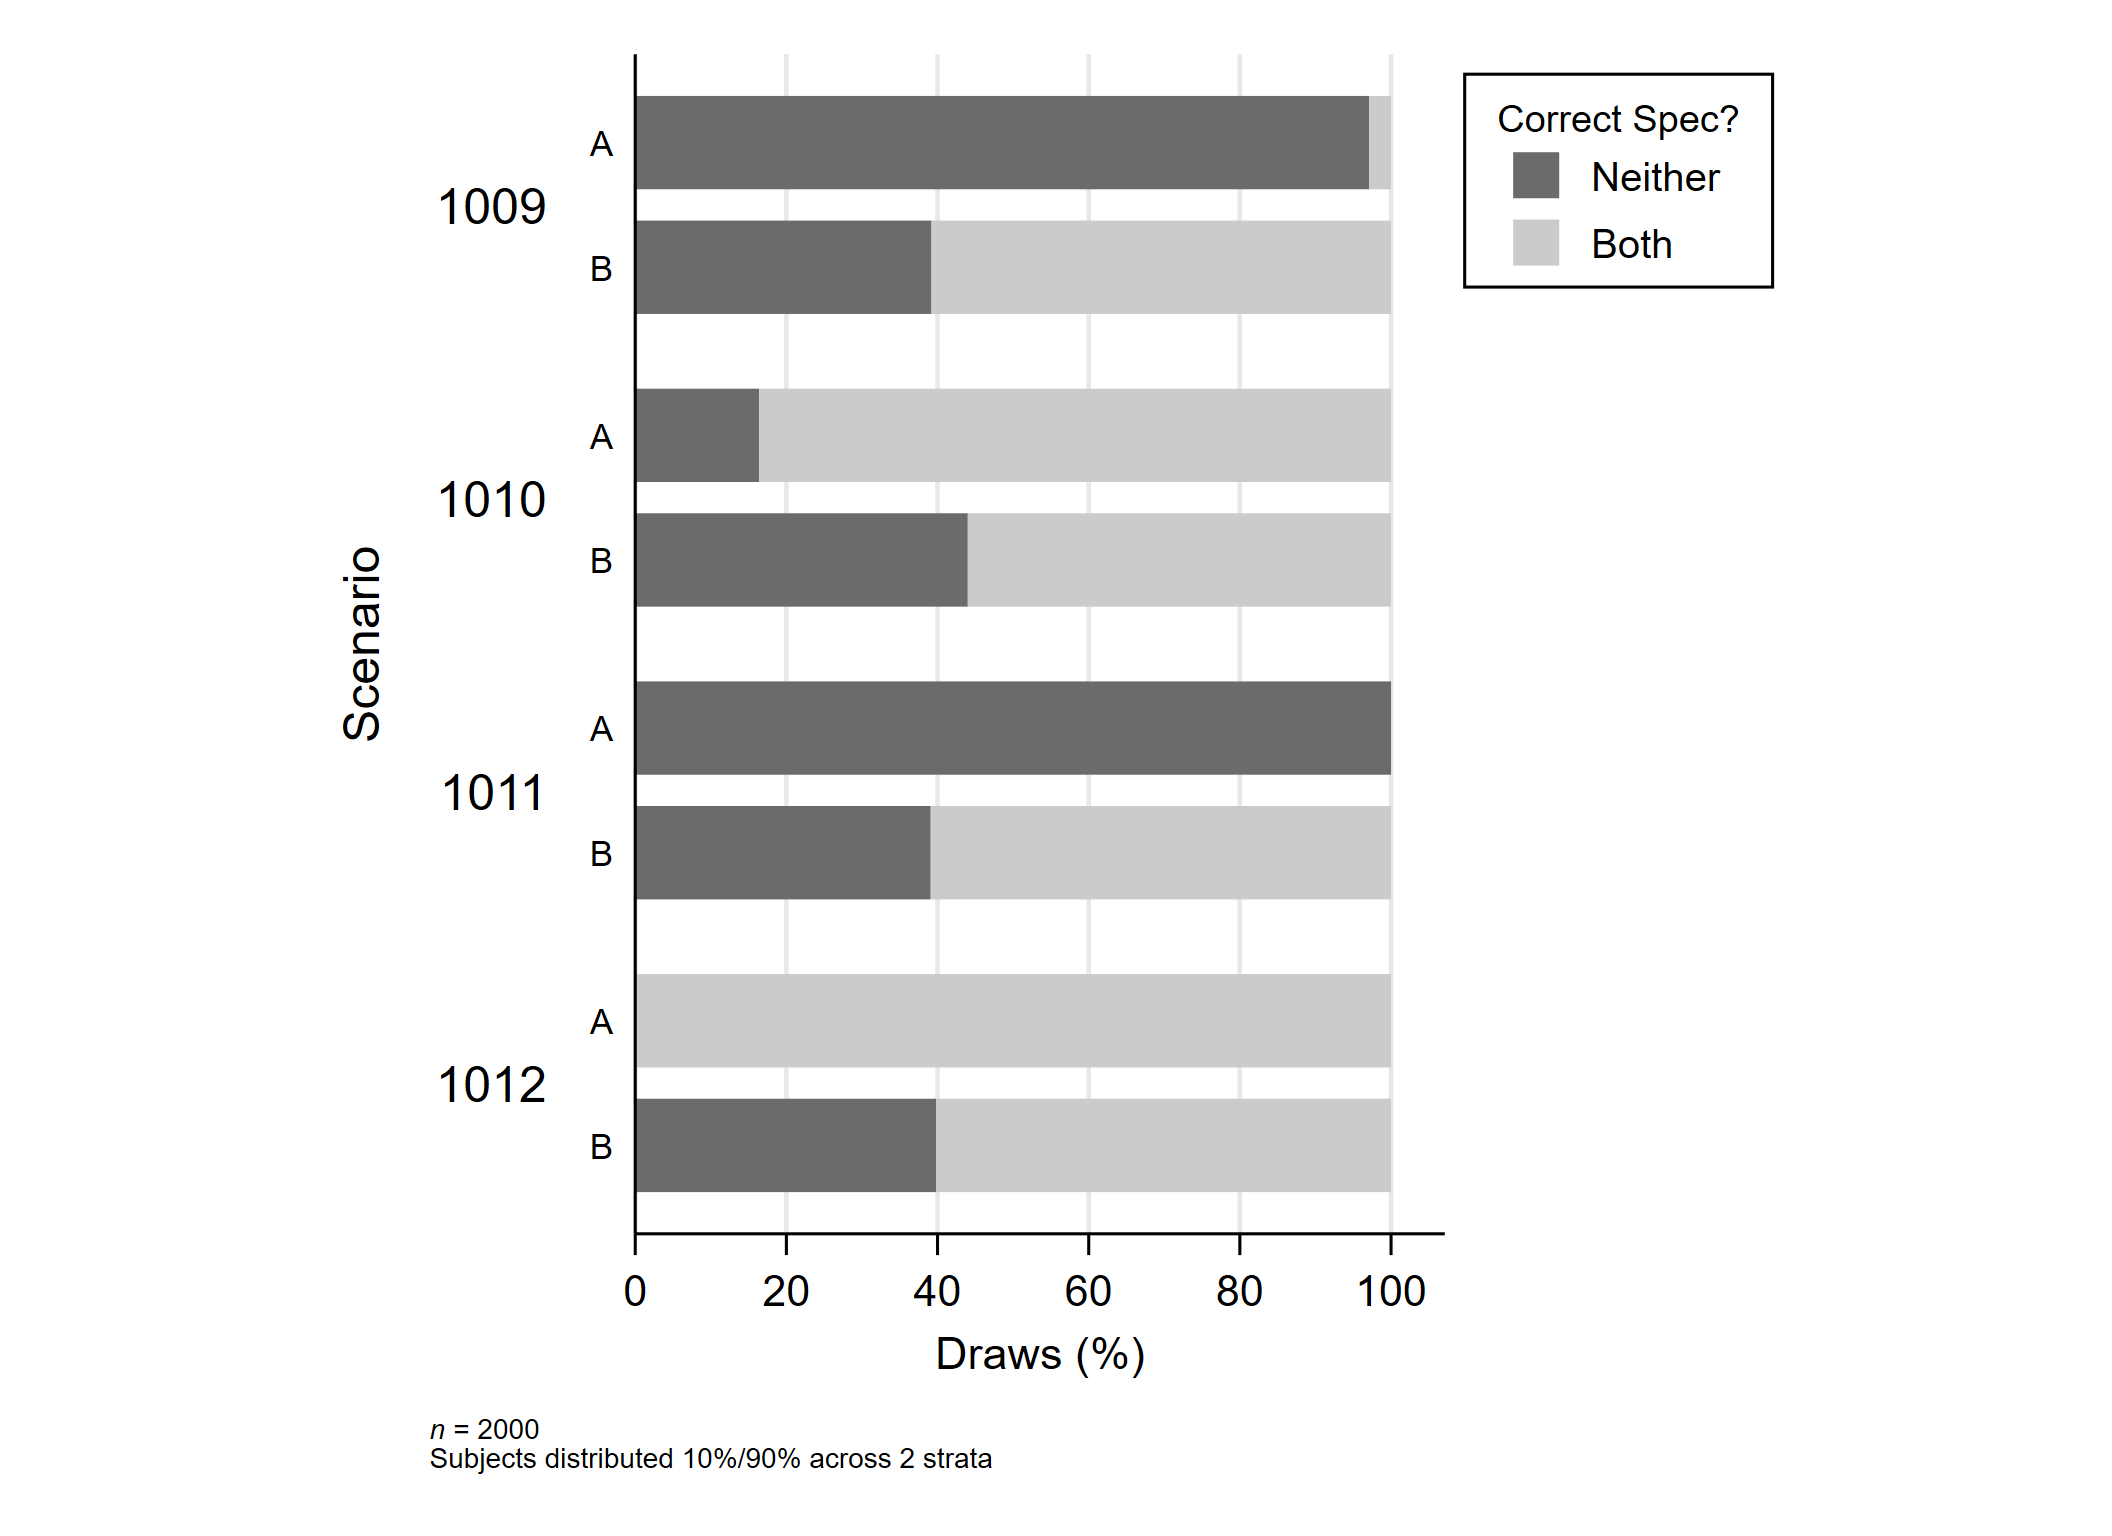 Correct Spec?
Neither
Both
Scenario
1009
A
B
1010
A
B
1011
A
B
1012
A
B
0 20 40 60 80 100
Draws (%)
n = 2000
Subjects distributed 10%/90% across 2 strata